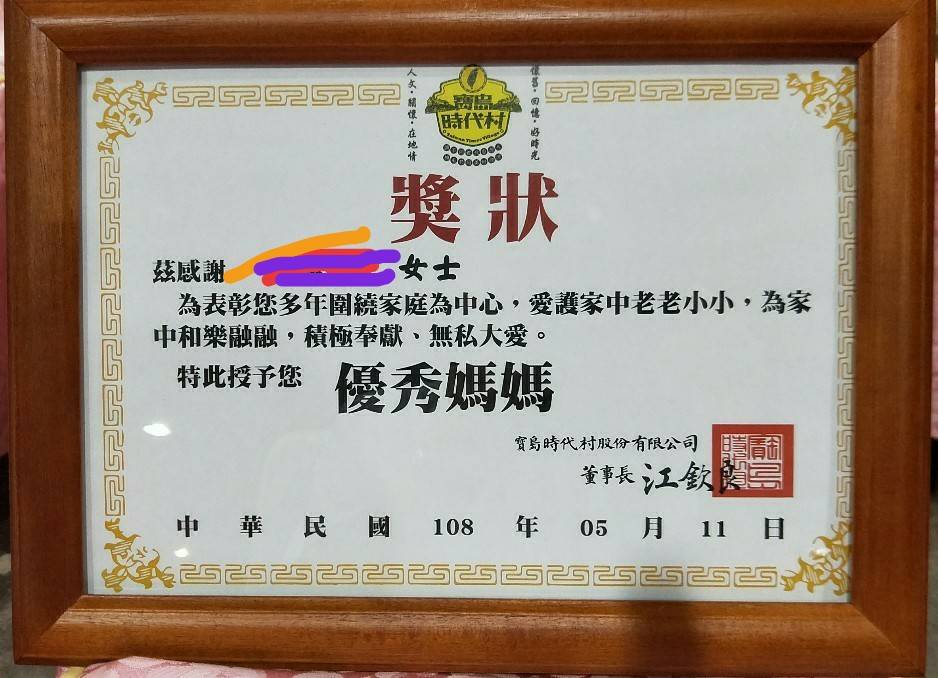 人文·關懷·在地情
懷舊·回憶·好時光
寶島
時代村
Taiwan Times Village
獎狀
茲感謝 女士
為表彰您多年圍繞家庭為中心，愛護家中老老小小，為家
中和樂融融，積極奉獻、無私大愛。
特此授予您 優秀媽媽
寶島時代村股份有限公司
董事長 江欽良
中華民國 108 年 05 月 11 日